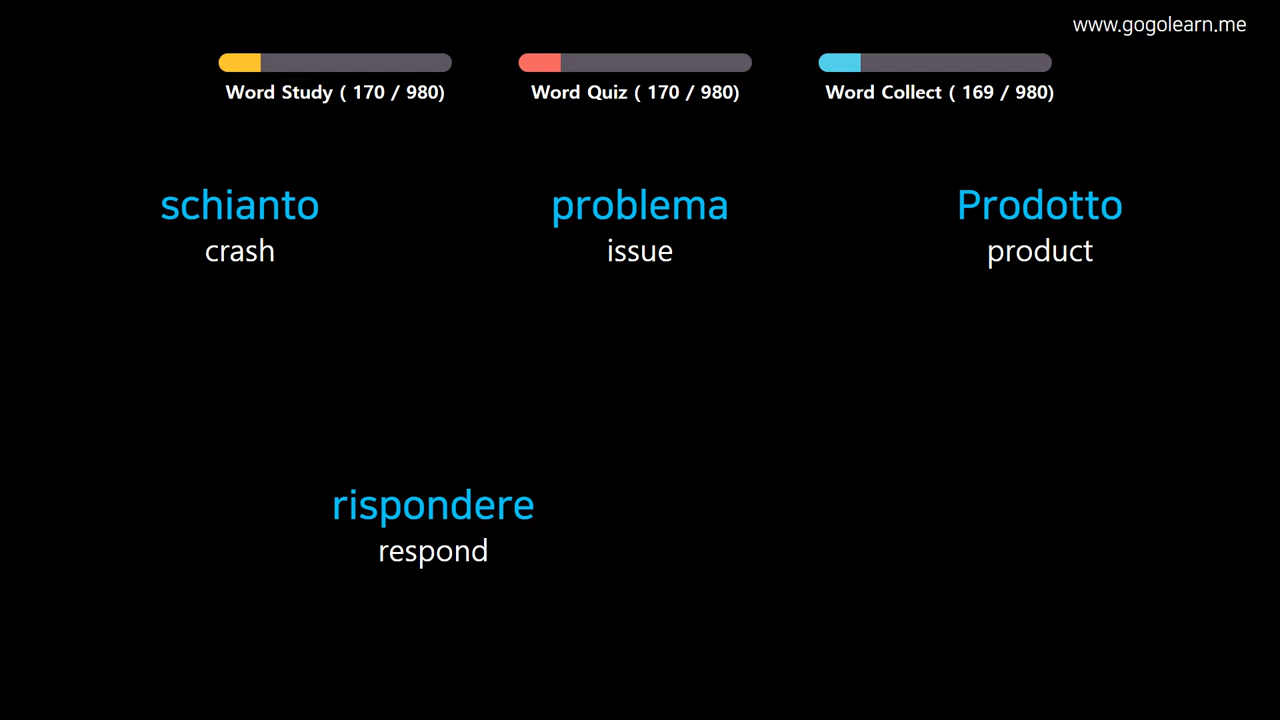 www.gogolearn.me
Word Study ( 170 / 980)
Word Quiz ( 170 / 980)
Word Collect ( 169 / 980)
schianto
crash
problema
issue
Prodotto
product
rispondere
respond